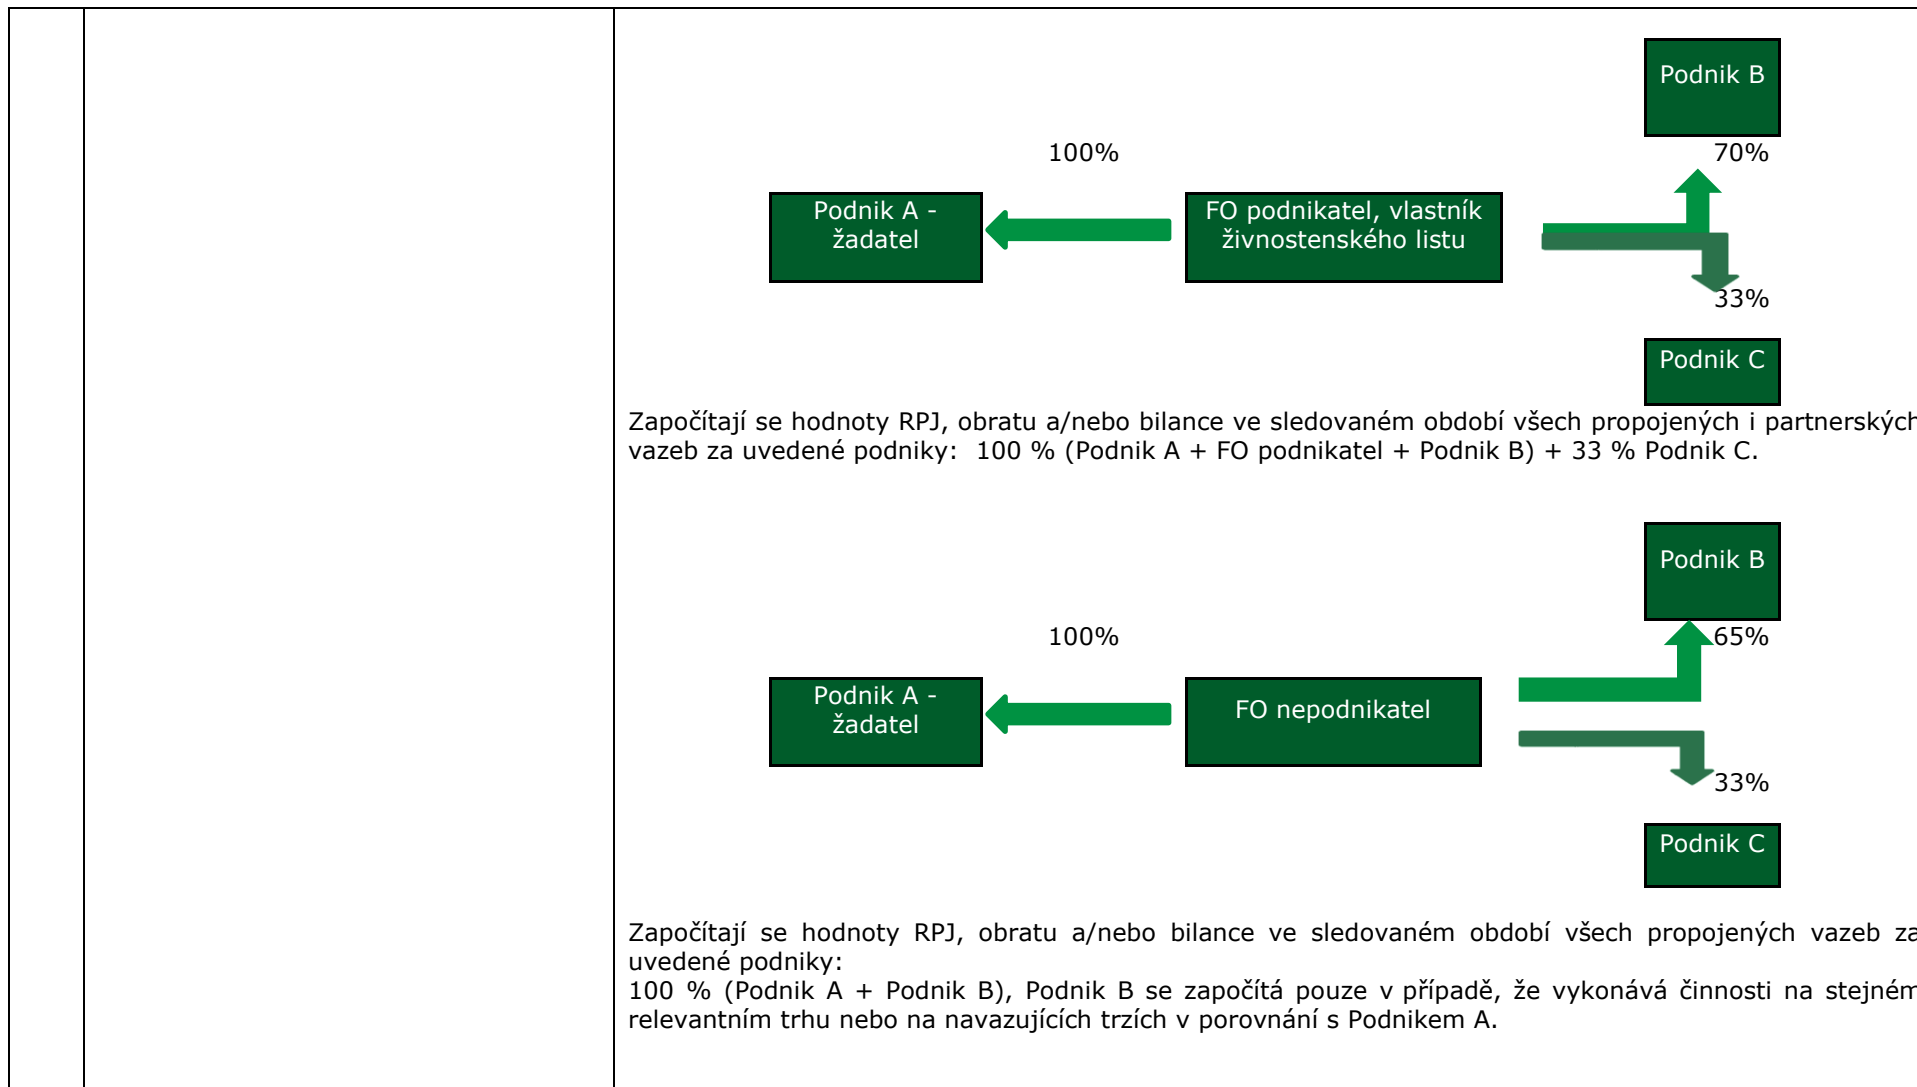 Podnik B
100%
70%
Podnik A -
žadatel
FO podnikatel, vlastník
živnostenského listu
33%
Podnik C
Započítají se hodnoty RPJ, obratu a/nebo bilance ve sledovaném období všech propojených i partnerských
vazeb za uvedené podniky: 100 % (Podnik A + FO podnikatel + Podnik B) + 33 % Podnik C.
Podnik B
100%
65%
Podnik A -
žadatel
FO nepodnikatel
33%
Podnik C
Započítají se hodnoty RPJ, obratu a/nebo bilance ve sledovaném období všech propojených vazeb za
uvedené podniky:
100 % (Podnik A + Podnik B), Podnik B se započítá pouze v případě, že vykonává činnosti na stejném
relevantním trhu nebo na navazujících trzích v porovnání s Podnikem A.